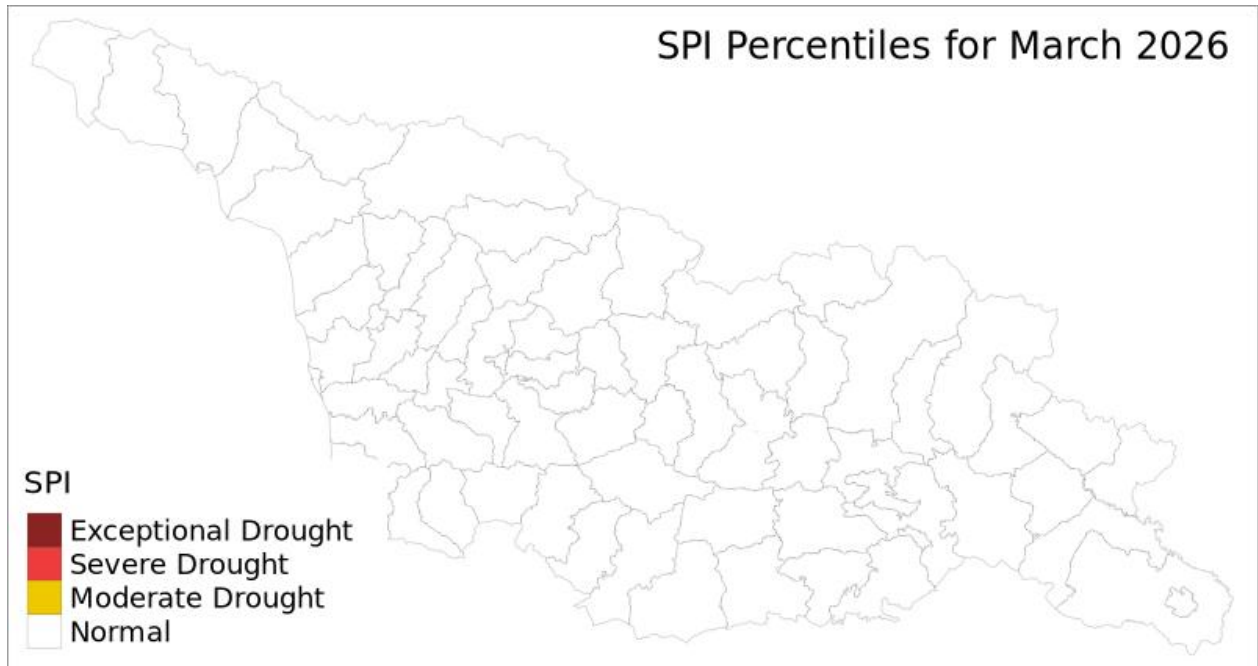 SPI Percentiles for March 2026
SPI
Exceptional Drought
Severe Drought
Moderate Drought
Normal